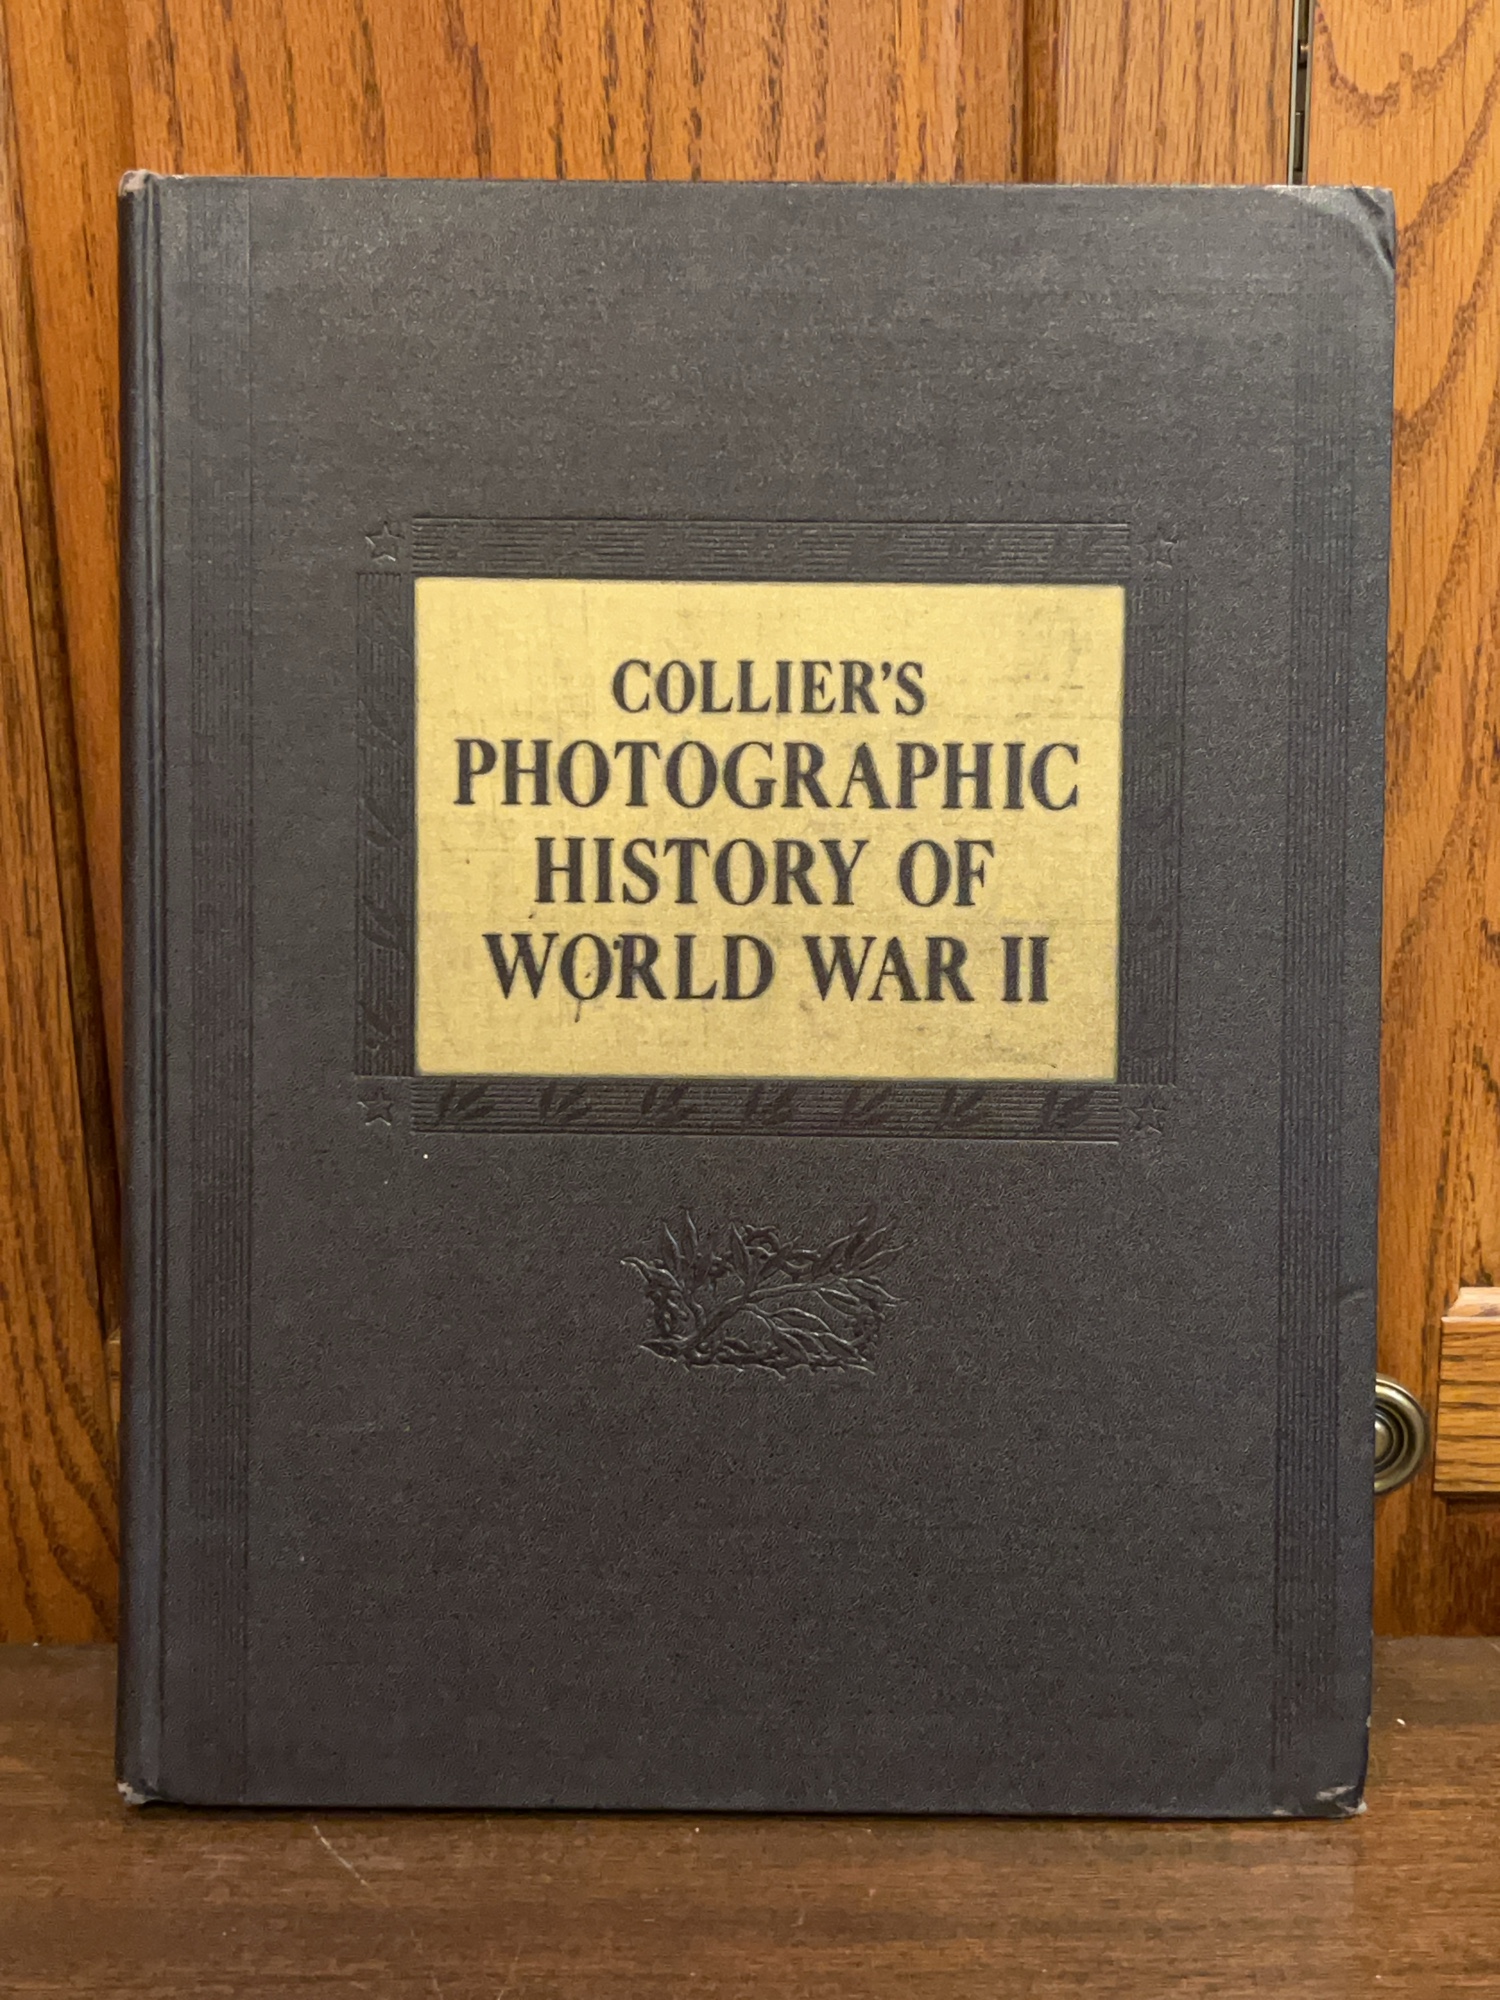 COLLIER'S
PHOTOGRAPHIC
HISTORY OF
WORLD WAR II